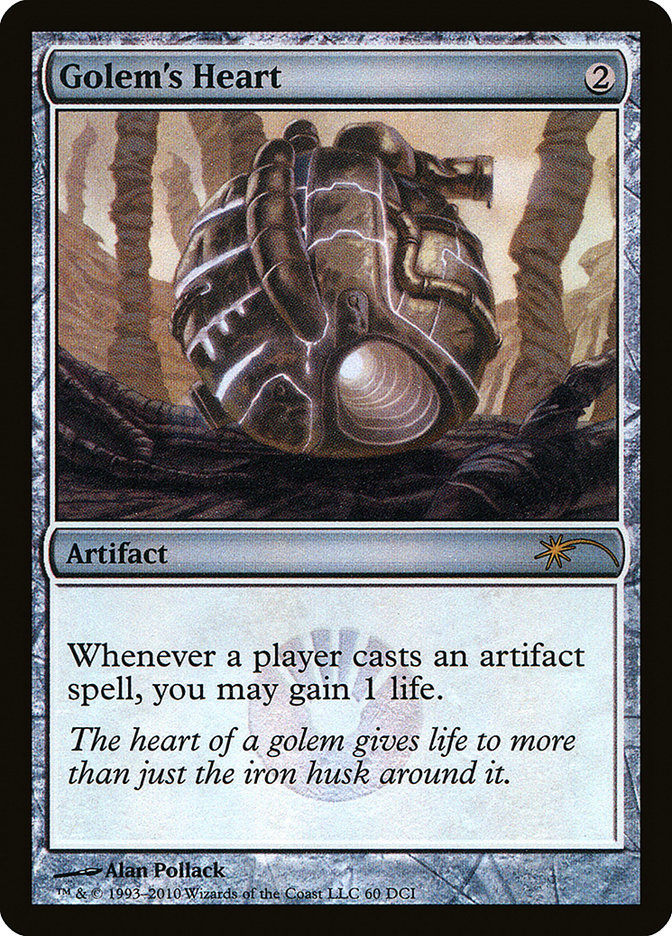 Golem's Heart 2
Artifact
Whenever a player casts an artifact
spell, you may gain 1 life.
The heart of a golem gives life to more
than just the iron husk around it.
Alan Pollack
™ & © 1993–2010 Wizards of the Coast LLC 60 DCI